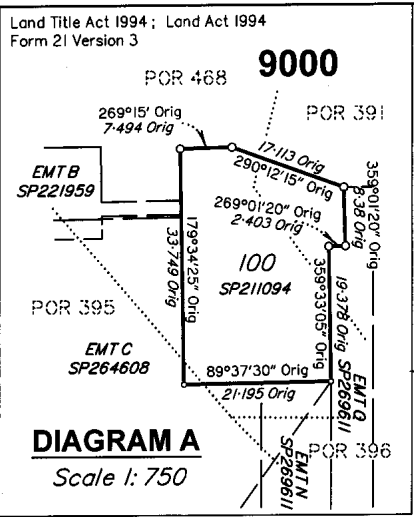 Land Title Act 1994 ; Land Act 1994
Form 21 Version 3
POR 468
9000
269°15' Orig
7·494 Orig
POR 391
17·113 Orig
290°12'15" Orig
EMT B
SP221959
359°01'20" Orig
8·38 Orig
269°01'20" Orig
2·403 Orig
179°34'25" Orig
33·749 Orig
100
SP211094
359°33'05" Orig
19·378 Orig
POR 395
EMT C
SP264608
EMT Q
SP269611
89°37'30" Orig
21·195 Orig
DIAGRAM A
Scale 1: 750
EMT N
SP269611
POR 396